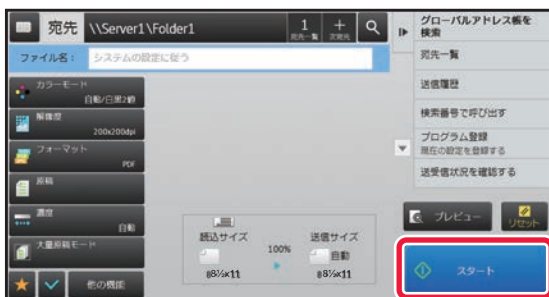 宛先 \\Server1\Folder1
1
宛先一覧
次宛先
ファイル名: システムの設定に従う
カラーモード
自動/白黒2値
解像度
200x200dpi
フォーマット
PDF
原稿
濃度
自動
大量原稿モード
他の機能
読込サイズ
8½x11
100%
送信サイズ
自動
8½x11
グローバルアドレス帳を
検索
宛先一覧
送信履歴
検索番号で呼び出す
プログラム登録
現在の設定を登録する
送受信状況を確認する
プレビュー
リセット
スタート